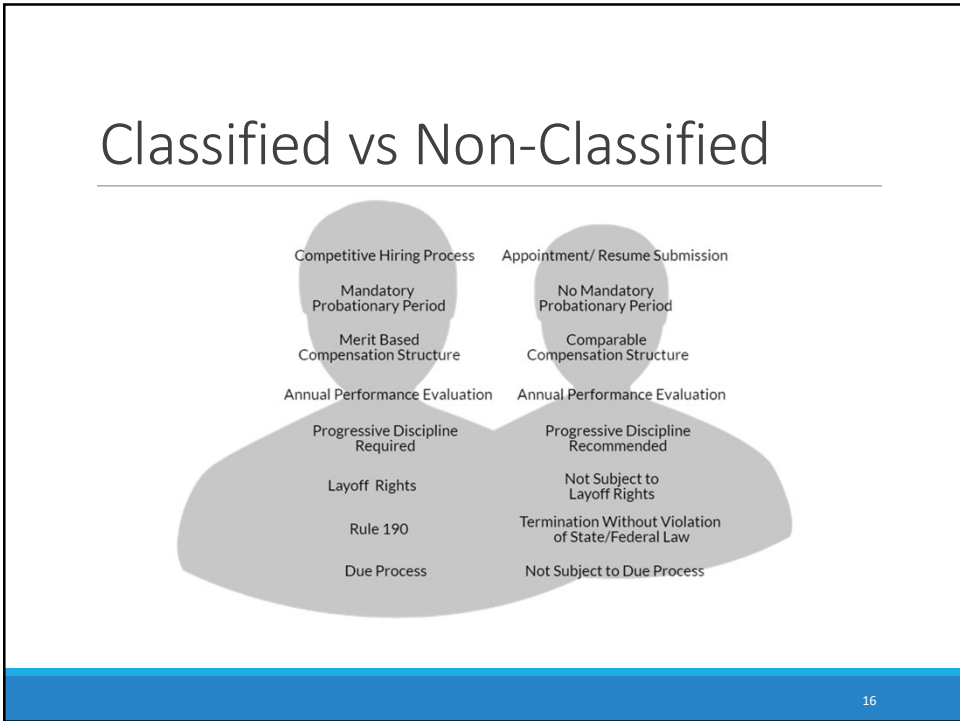 Classified vs Non-Classified
Competitive Hiring Process
Appointment/ Resume Submission
Mandatory
Probationary Period
No Mandatory
Probationary Period
Merit Based
Compensation Structure
Comparable
Compensation Structure
Annual Performance Evaluation
Annual Performance Evaluation
Progressive Discipline
Required
Progressive Discipline
Recommended
Layoff Rights
Not Subject to
Layoff Rights
Rule 190
Termination Without Violation
of State/Federal Law
Due Process
Not Subject to Due Process
16